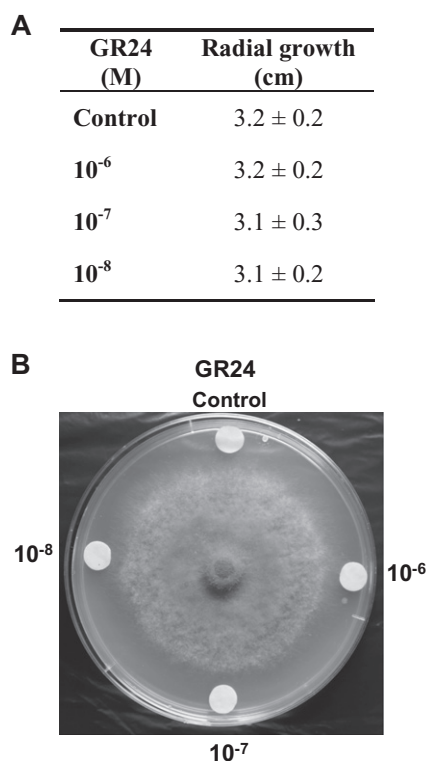 A
GR24 (M) Radial growth (cm)
Control 3.2 ± 0.2
10⁻⁶ 3.2 ± 0.2
10⁻⁷ 3.1 ± 0.3
10⁻⁸ 3.1 ± 0.2
B
GR24
Control
10⁻⁸
10⁻⁶
10⁻⁷